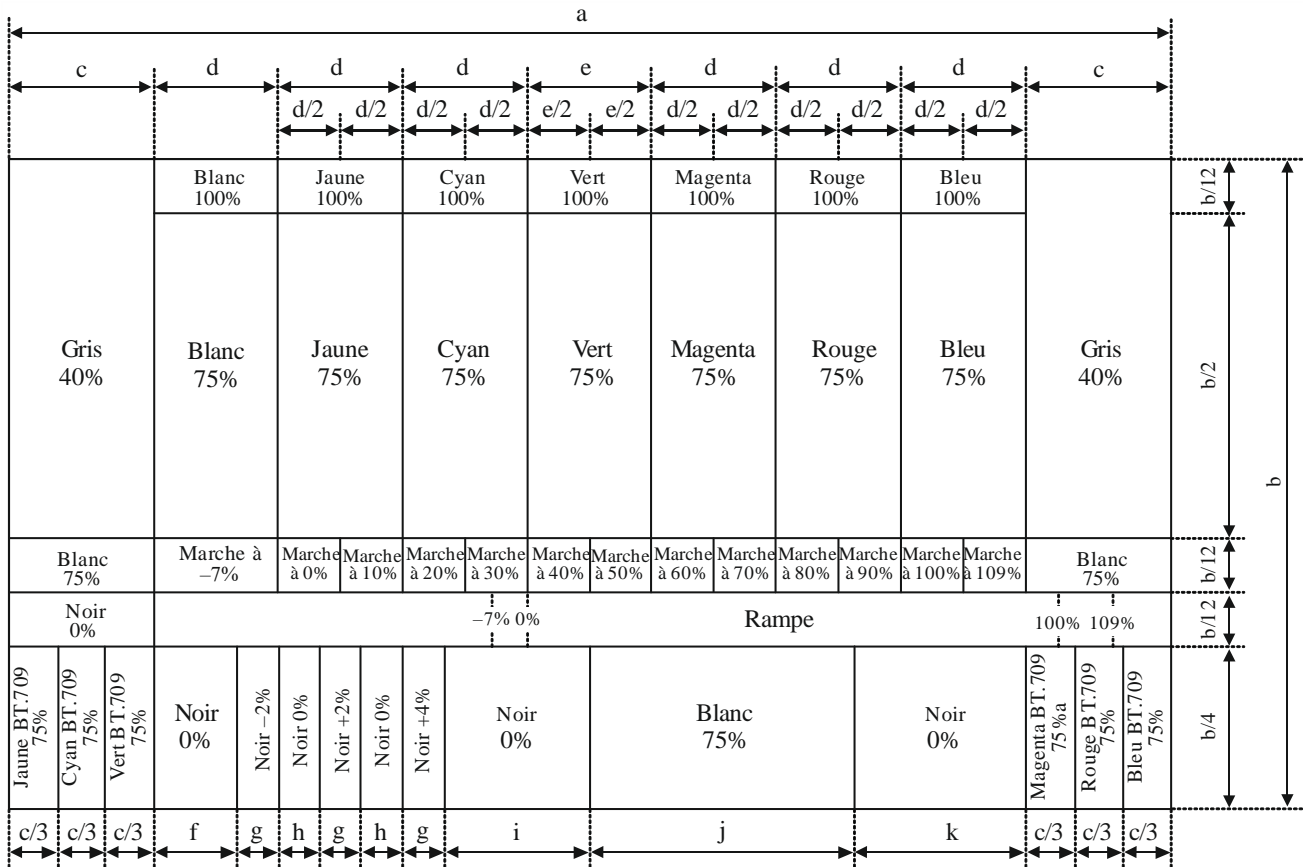 a
c d d d e d d d c
d/2 d/2 d/2 d/2 e/2 e/2 d/2 d/2 d/2 d/2 d/2 d/2
Blanc
100%
Jaune
100%
Cyan
100%
Vert
100%
Magenta
100%
Rouge
100%
Bleu
100%
b/12
Gris
40%
Blanc
75%
Jaune
75%
Cyan
75%
Vert
75%
Magenta
75%
Rouge
75%
Bleu
75%
Gris
40%
b/2
b
Blanc
75%
Marche à
–7%
Marche
à 0%
Marche
à 10%
Marche
à 20%
Marche
à 30%
Marche
à 40%
Marche
à 50%
Marche
à 60%
Marche
à 70%
Marche
à 80%
Marche
à 90%
Marche
à 100%
Marche
à 109%
Blanc
75%
b/12
Noir
0%
–7% 0% Rampe 100% 109%
b/12
Jaune BT.709
75%
Cyan BT.709
75%
Vert BT.709
75%
Noir
0%
Noir –2%
Noir 0%
Noir +2%
Noir 0%
Noir +4%
Noir
0%
Blanc
75%
Noir
0%
Magenta BT.709
75%a
Rouge BT.709
75%
Bleu BT.709
75%
b/4
c/3 c/3 c/3 f g h g h g i j k c/3 c/3 c/3